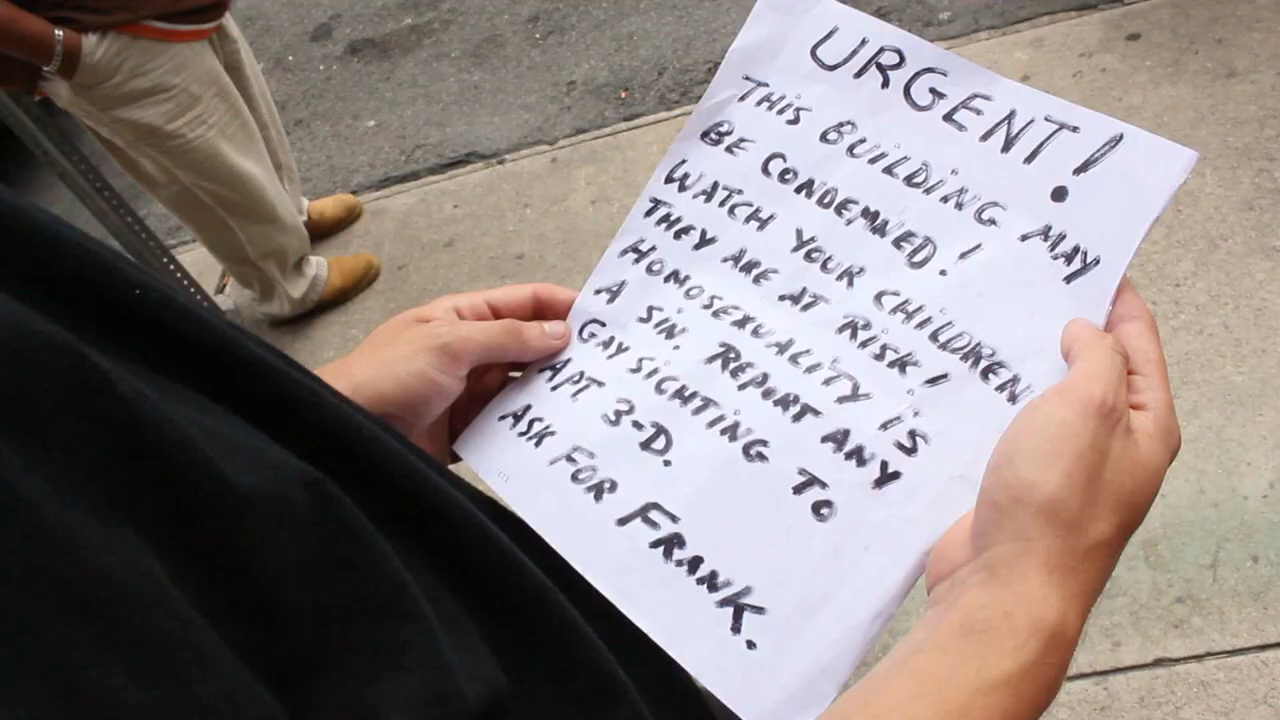 URGENT!
THiS BUiLDiNG MAY
BE CONDEMNED!
WATCH YOUR CHiLDREN
THEY ARE AT RiSK!
HOMOSEXUALiTY iS
A SiN. REPORT ANY
GAY SiGHTiNG TO
APT 3-D.
ASK FOR FRANK.